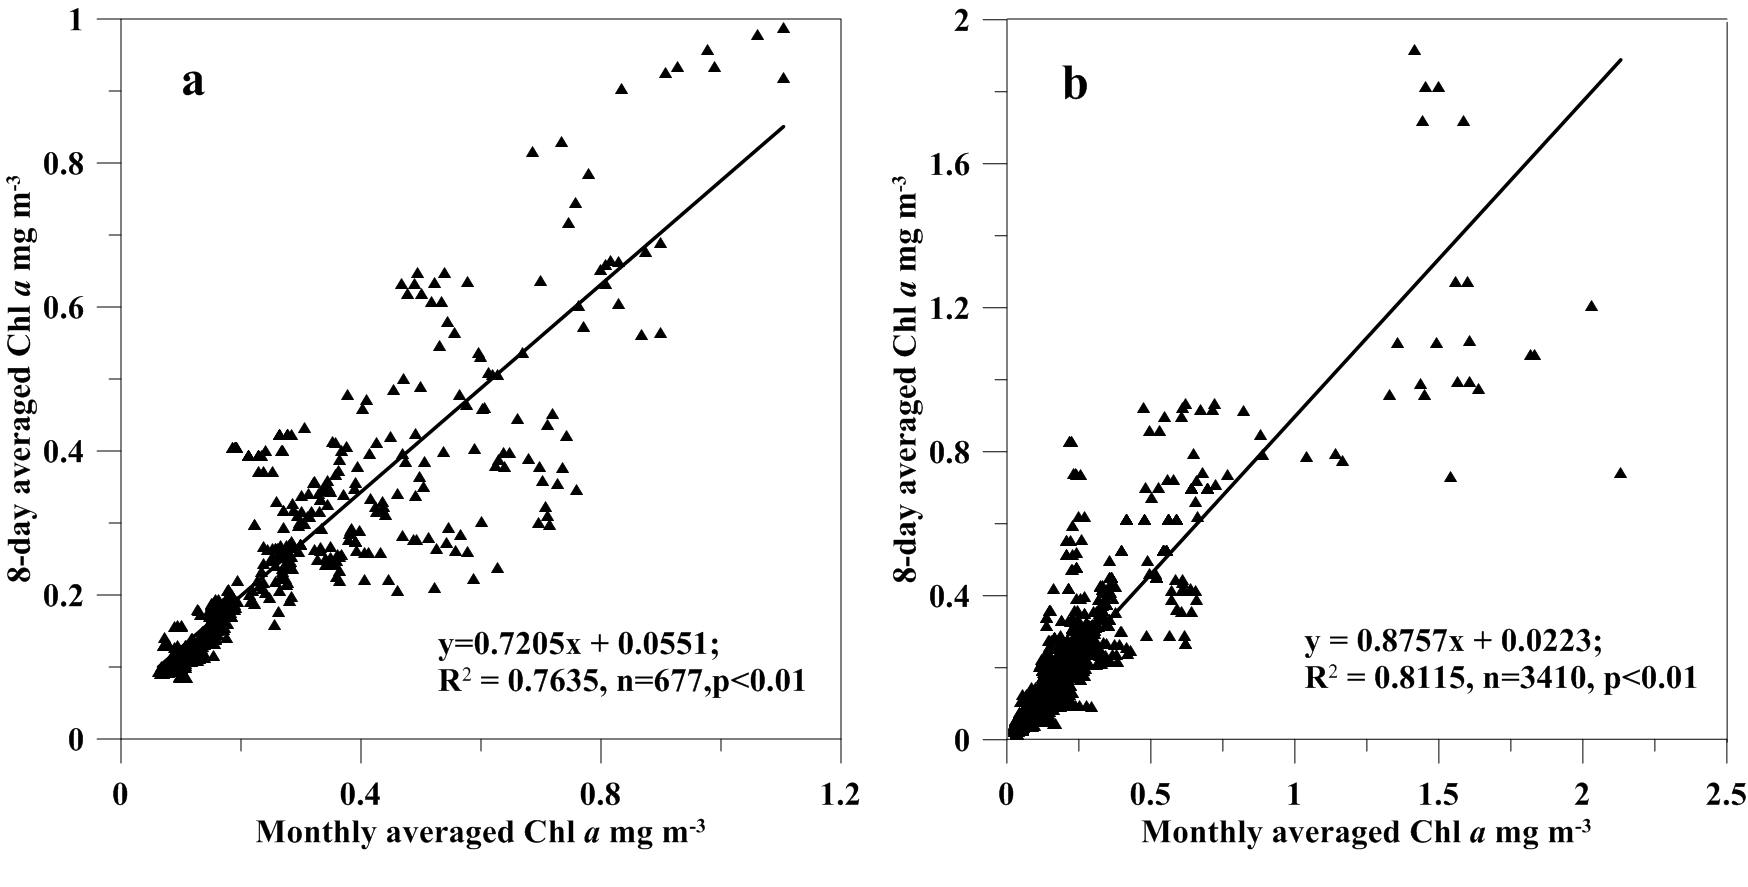 a
8-day averaged Chl a mg m-3
1
0.8
0.6
0.4
0.2
0
0
0.4
0.8
1.2
Monthly averaged Chl a mg m-3
y=0.7205x + 0.0551;
R2 = 0.7635, n=677,p<0.01
b
8-day averaged Chl a mg m-3
2
1.6
1.2
0.8
0.4
0
0
0.5
1
1.5
2
2.5
Monthly averaged Chl a mg m-3
y = 0.8757x + 0.0223;
R2 = 0.8115, n=3410, p<0.01